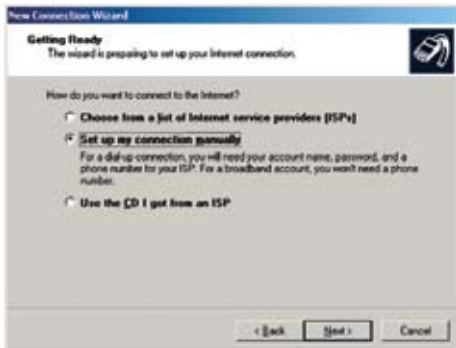 New Connection Wizard
Getting Ready
The wizard is preparing to set up your Internet connection.
How do you want to connect to the Internet?
Choose from a list of Internet service providers (ISPs)
Set up my connection manually
For a dial-up connection, you will need your account name, password, and a
phone number for your ISP. For a broadband account, you won't need a phone
number.
Use the CD I got from an ISP
< Back
Next >
Cancel